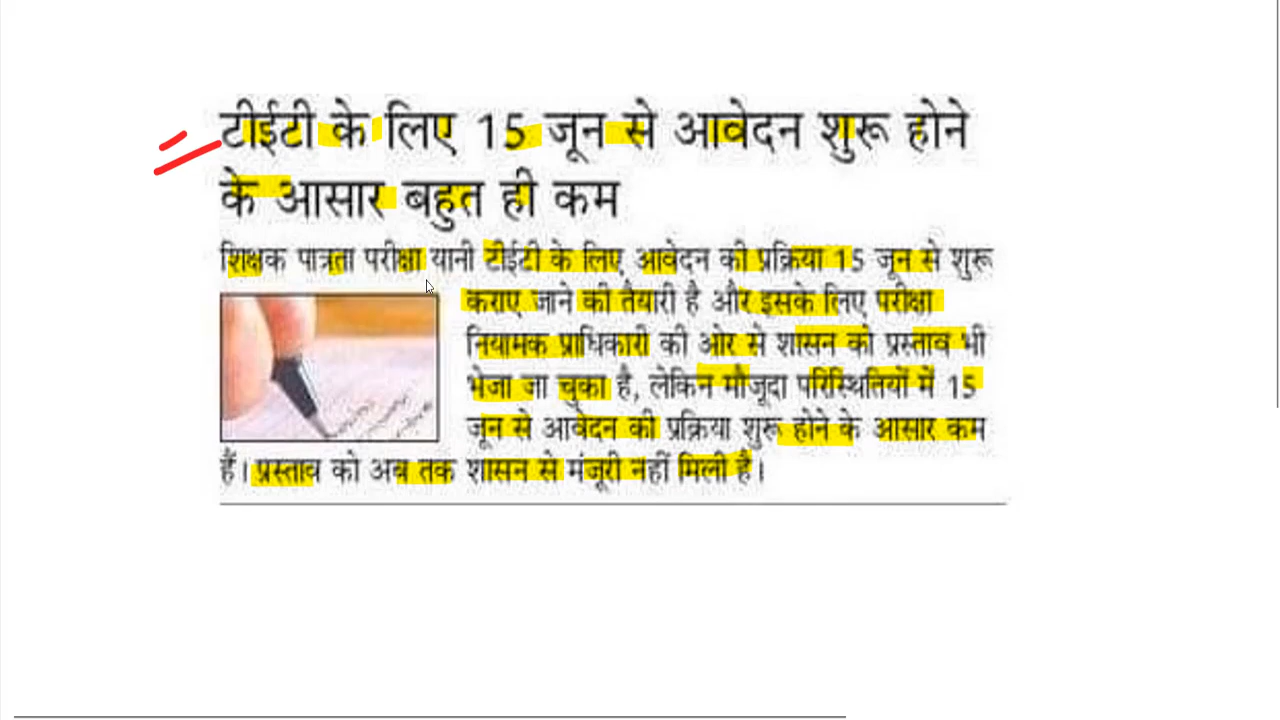 टीईटी के लिए 15 जून से आवेदन शुरू होने
के आसार बहुत ही कम
शिक्षक पात्रता परीक्षा यानी टीईटी के लिए आवेदन की प्रक्रिया 15 जून से शुरू
कराए जाने की तैयारी है और इसके लिए परीक्षा
नियामक प्राधिकारी की ओर से शासन को प्रस्ताव भी
भेजा जा चुका है, लेकिन मौजूदा परिस्थितियों में 15
जून से आवेदन की प्रक्रिया शुरू होने के आसार कम
हैं। प्रस्ताव को अब तक शासन से मंजूरी नहीं मिली है।